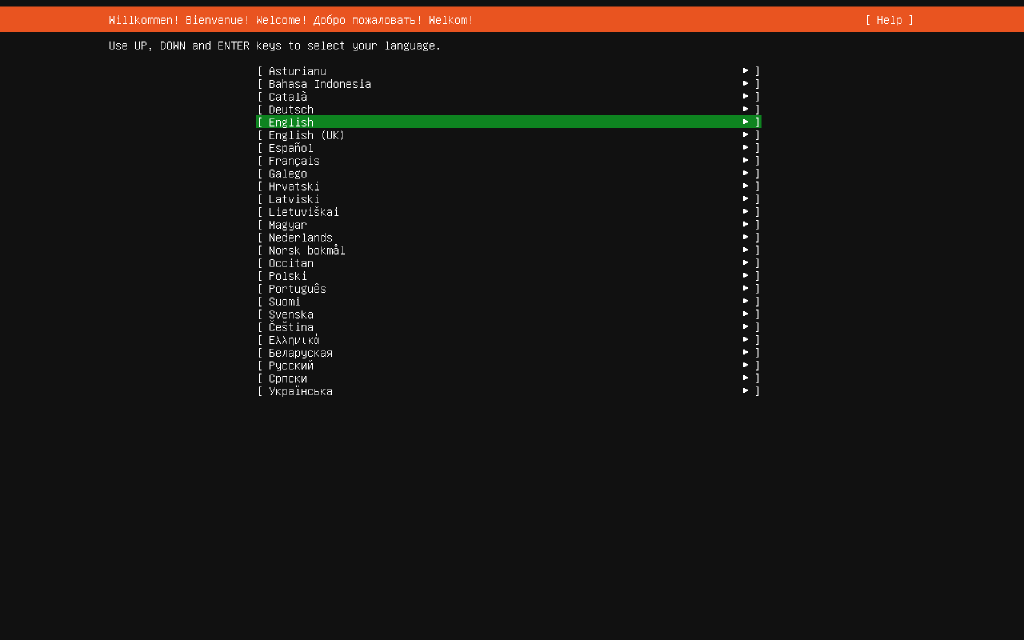 Willkommen! Bienvenue! Welcome! Добро пожаловать! Welkom! [ Help ]
Use UP, DOWN and ENTER keys to select your language.
[ Asturianu ► ]
[ Bahasa Indonesia ► ]
[ Català ► ]
[ Deutsch ► ]
[ English ► ]
[ English (UK) ► ]
[ Español ► ]
[ Français ► ]
[ Galego ► ]
[ Hrvatski ► ]
[ Latviski ► ]
[ Lietuviškai ► ]
[ Magyar ► ]
[ Nederlands ► ]
[ Norsk bokmål ► ]
[ Occitan ► ]
[ Polski ► ]
[ Português ► ]
[ Suomi ► ]
[ Svenska ► ]
[ Čeština ► ]
[ Ελληνικά ► ]
[ Беларуская ► ]
[ Русский ► ]
[ Српски ► ]
[ Українська ► ]